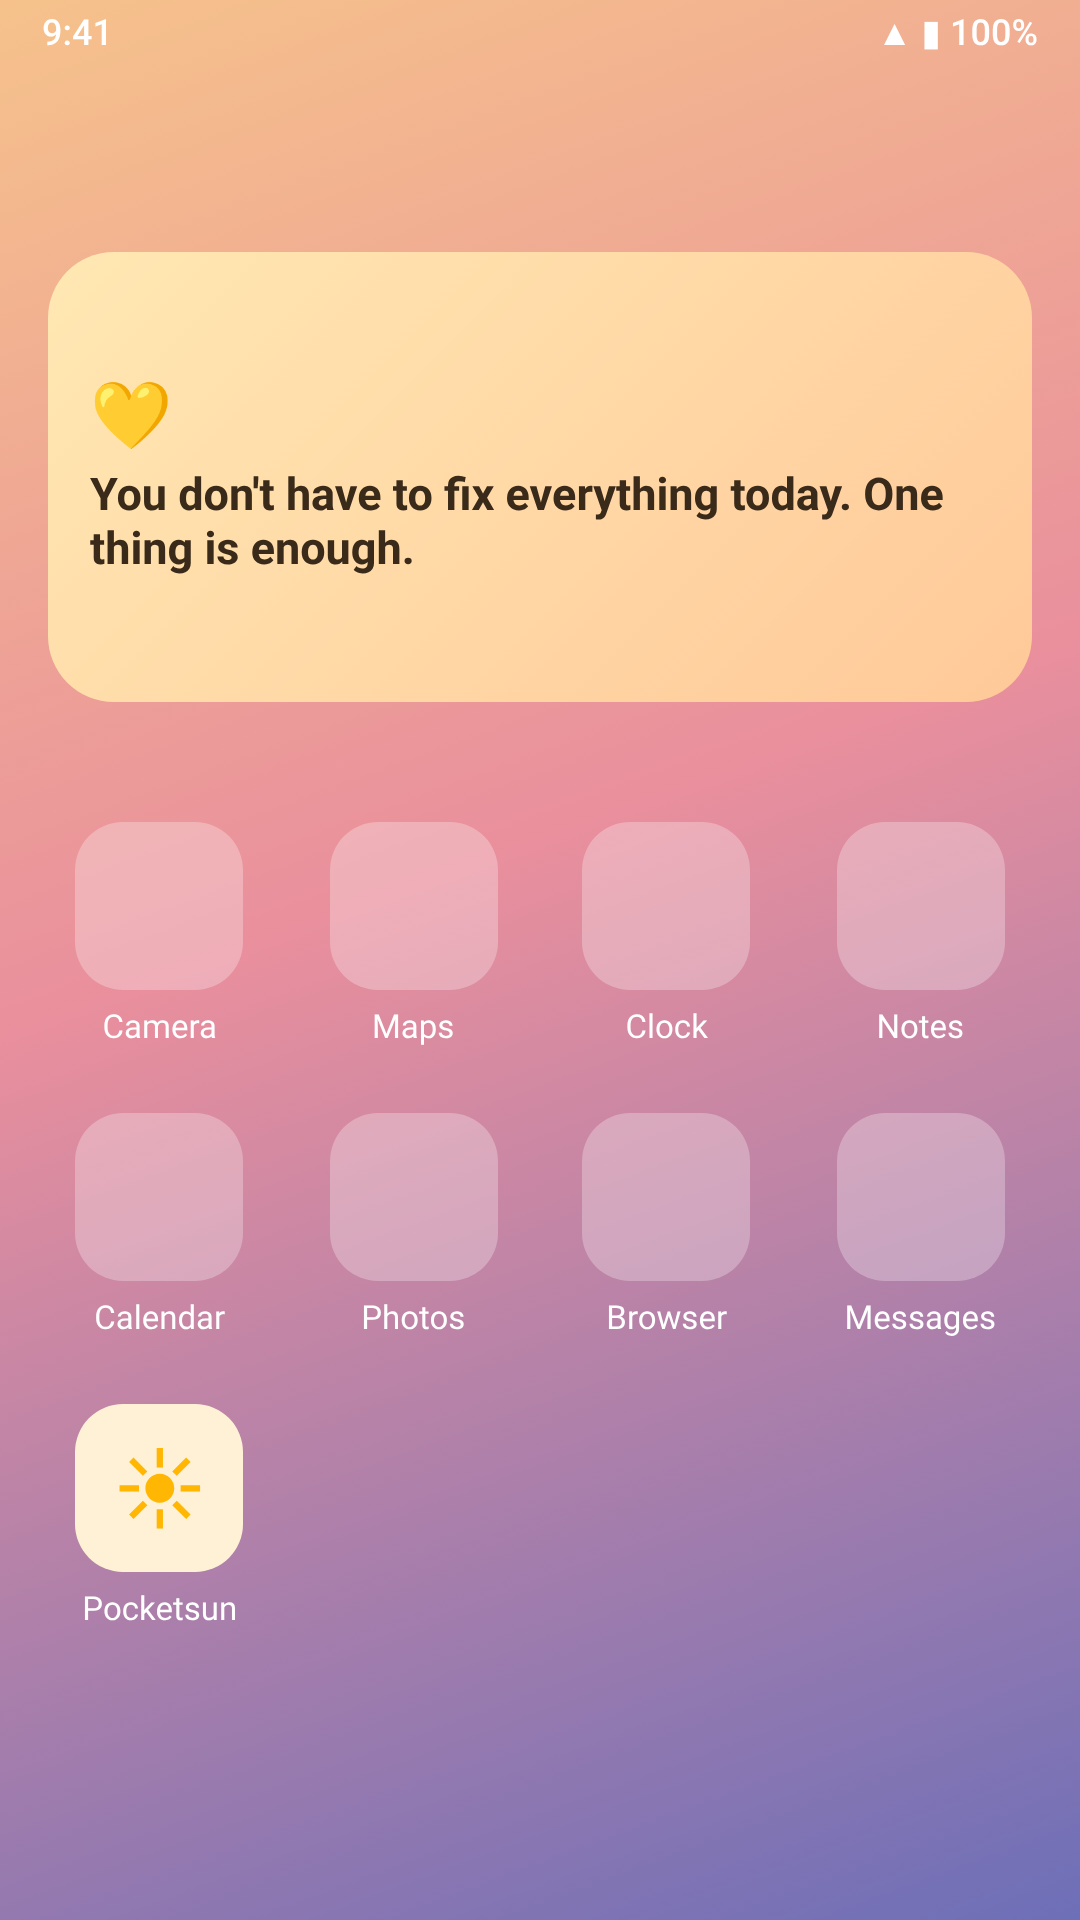 9:41 100%
You don't have to fix everything today. One
thing is enough.
Camera Maps Clock Notes
Calendar Photos Browser Messages
Pocketsun